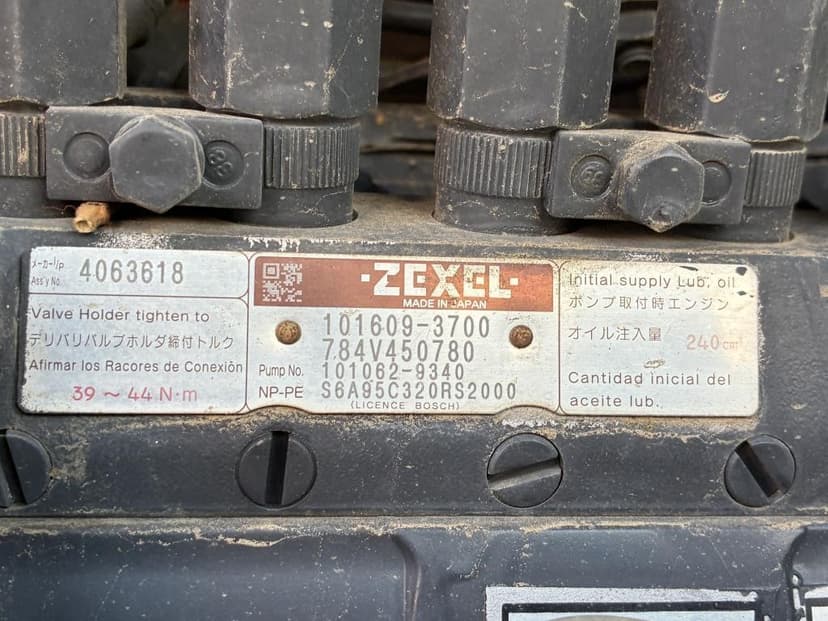 メーカーI/P
Ass'y No. 4063618
Valve Holder tighten to
デリバリバルブホルダ締付トルク
Afirmar los Racores de Conexión
39 ~ 44 N·m
·ZEXEL·
MADE IN JAPAN
101609-3700
784V450780
Pump No. 101062-9340
NP-PE S6A95C320RS2000
(LICENCE BOSCH)
Initial supply Lub. oil
ポンプ取付時エンジン
オイル注入量 240 cm³
Cantidad inicial del
aceite lub.